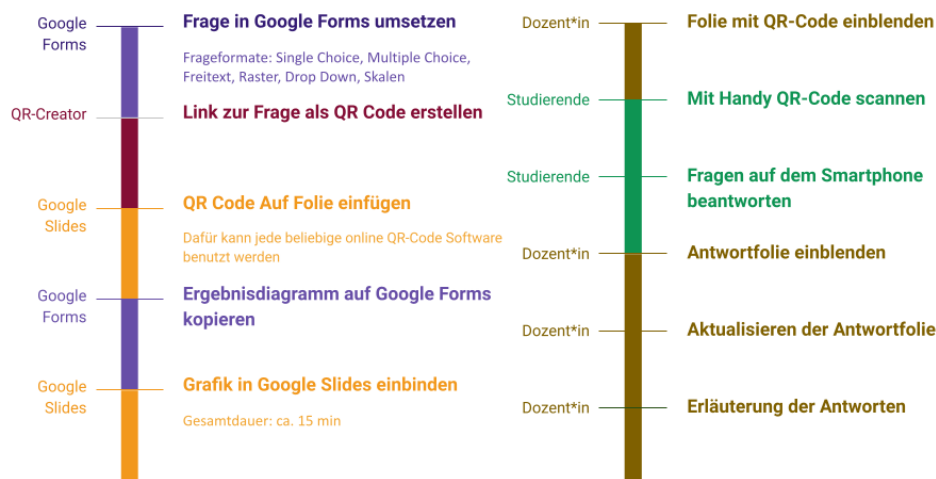 Google
Forms
Frage in Google Forms umsetzen
Frageformate: Single Choice, Multiple Choice,
Freitext, Raster, Drop Down, Skalen
QR-Creator
Link zur Frage als QR Code erstellen
Google
Slides
QR Code Auf Folie einfügen
Dafür kann jede beliebige online QR-Code Software
benutzt werden
Google
Forms
Ergebnisdiagramm auf Google Forms
kopieren
Google
Slides
Grafik in Google Slides einbinden
Gesamtdauer: ca. 15 min
Dozent*in
Folie mit QR-Code einblenden
Studierende
Mit Handy QR-Code scannen
Studierende
Fragen auf dem Smartphone
beantworten
Dozent*in
Antwortfolie einblenden
Dozent*in
Aktualisieren der Antwortfolie
Dozent*in
Erläuterung der Antworten